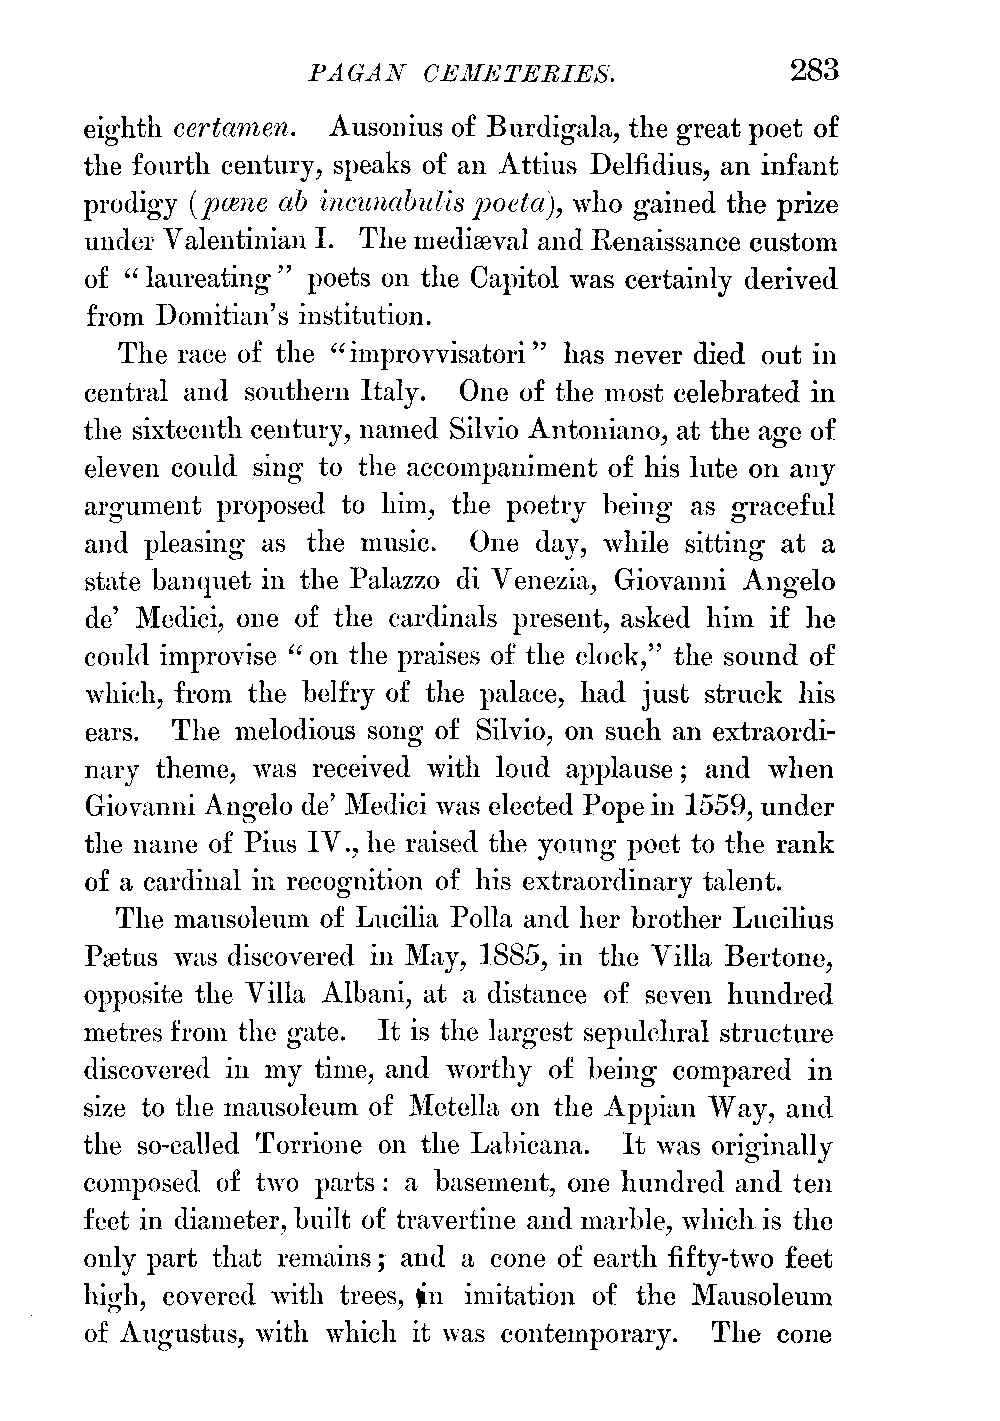 PAGAN CEMETERIES. 283
eighth certamen. Ausonius of Burdigala, the great poet of
the fourth century, speaks of an Attius Delfidius, an infant
prodigy (pœne ab incunabulis poeta), who gained the prize
under Valentinian I. The mediæval and Renaissance custom
of “laureating” poets on the Capitol was certainly derived
from Domitian’s institution.
The race of the “improvvisatori” has never died out in
central and southern Italy. One of the most celebrated in
the sixteenth century, named Silvio Antoniano, at the age of
eleven could sing to the accompaniment of his lute on any
argument proposed to him, the poetry being as graceful
and pleasing as the music. One day, while sitting at a
state banquet in the Palazzo di Venezia, Giovanni Angelo
de’ Medici, one of the cardinals present, asked him if he
could improvise “on the praises of the clock,” the sound of
which, from the belfry of the palace, had just struck his
ears. The melodious song of Silvio, on such an extraordi-
nary theme, was received with loud applause; and when
Giovanni Angelo de’ Medici was elected Pope in 1559, under
the name of Pius IV., he raised the young poet to the rank
of a cardinal in recognition of his extraordinary talent.
The mausoleum of Lucilia Polla and her brother Lucilius
Pætus was discovered in May, 1885, in the Villa Bertone,
opposite the Villa Albani, at a distance of seven hundred
metres from the gate. It is the largest sepulchral structure
discovered in my time, and worthy of being compared in
size to the mausoleum of Metella on the Appian Way, and
the so-called Torrione on the Labicana. It was originally
composed of two parts: a basement, one hundred and ten
feet in diameter, built of travertine and marble, which is the
only part that remains; and a cone of earth fifty-two feet
high, covered with trees, in imitation of the Mausoleum
of Augustus, with which it was contemporary. The cone